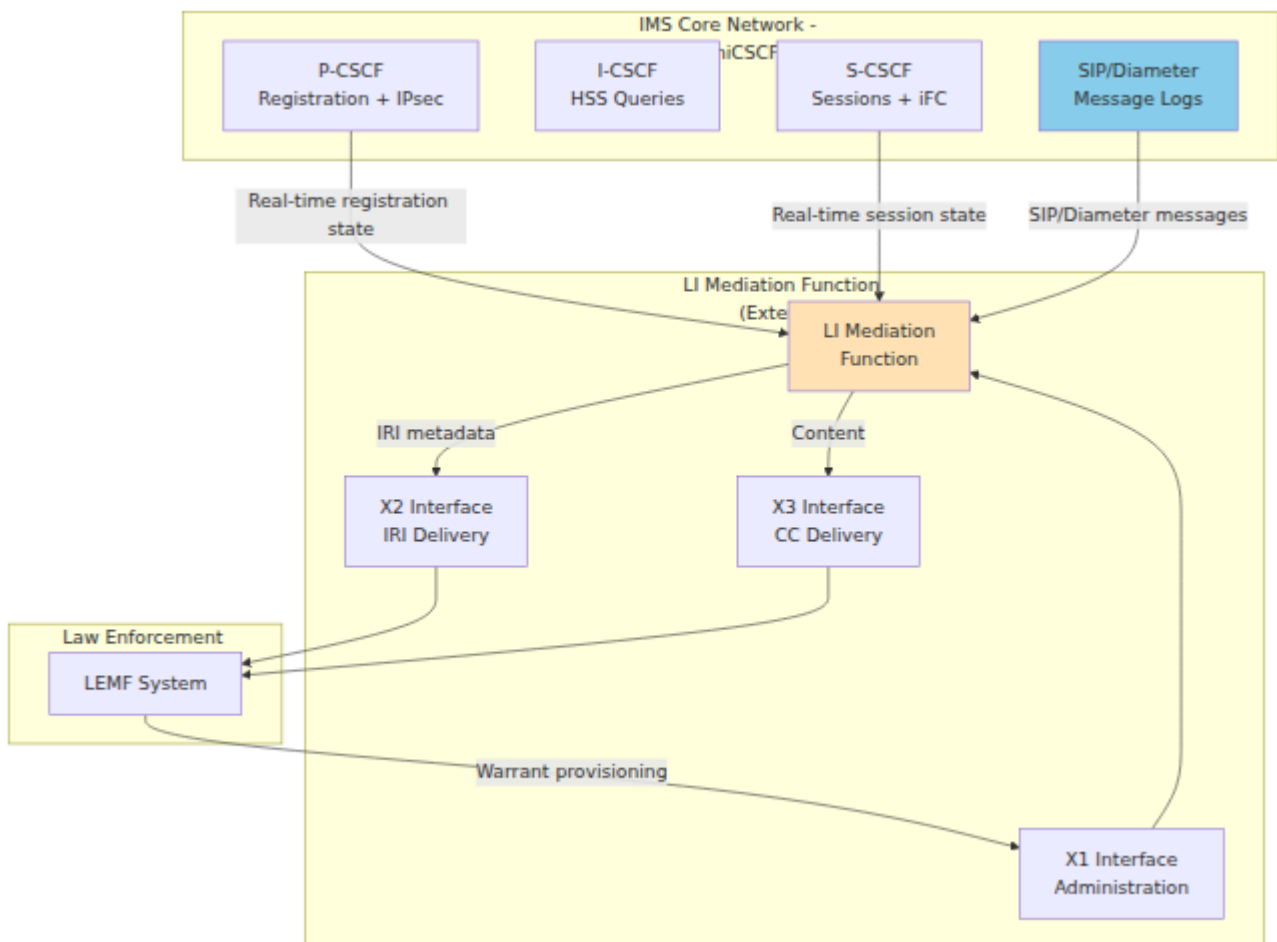 IMS Core Network -
niCSCF
P-CSCF
Registration + IPsec
I-CSCF
HSS Queries
S-CSCF
Sessions + iFC
SIP/Diameter
Message Logs
Real-time registration
state
Real-time session state
SIP/Diameter messages
LI Mediation Function
(Exte
LI Mediation
Function
IRI metadata
Content
X2 Interface
IRI Delivery
X3 Interface
CC Delivery
Law Enforcement
LEMF System
Warrant provisioning
X1 Interface
Administration